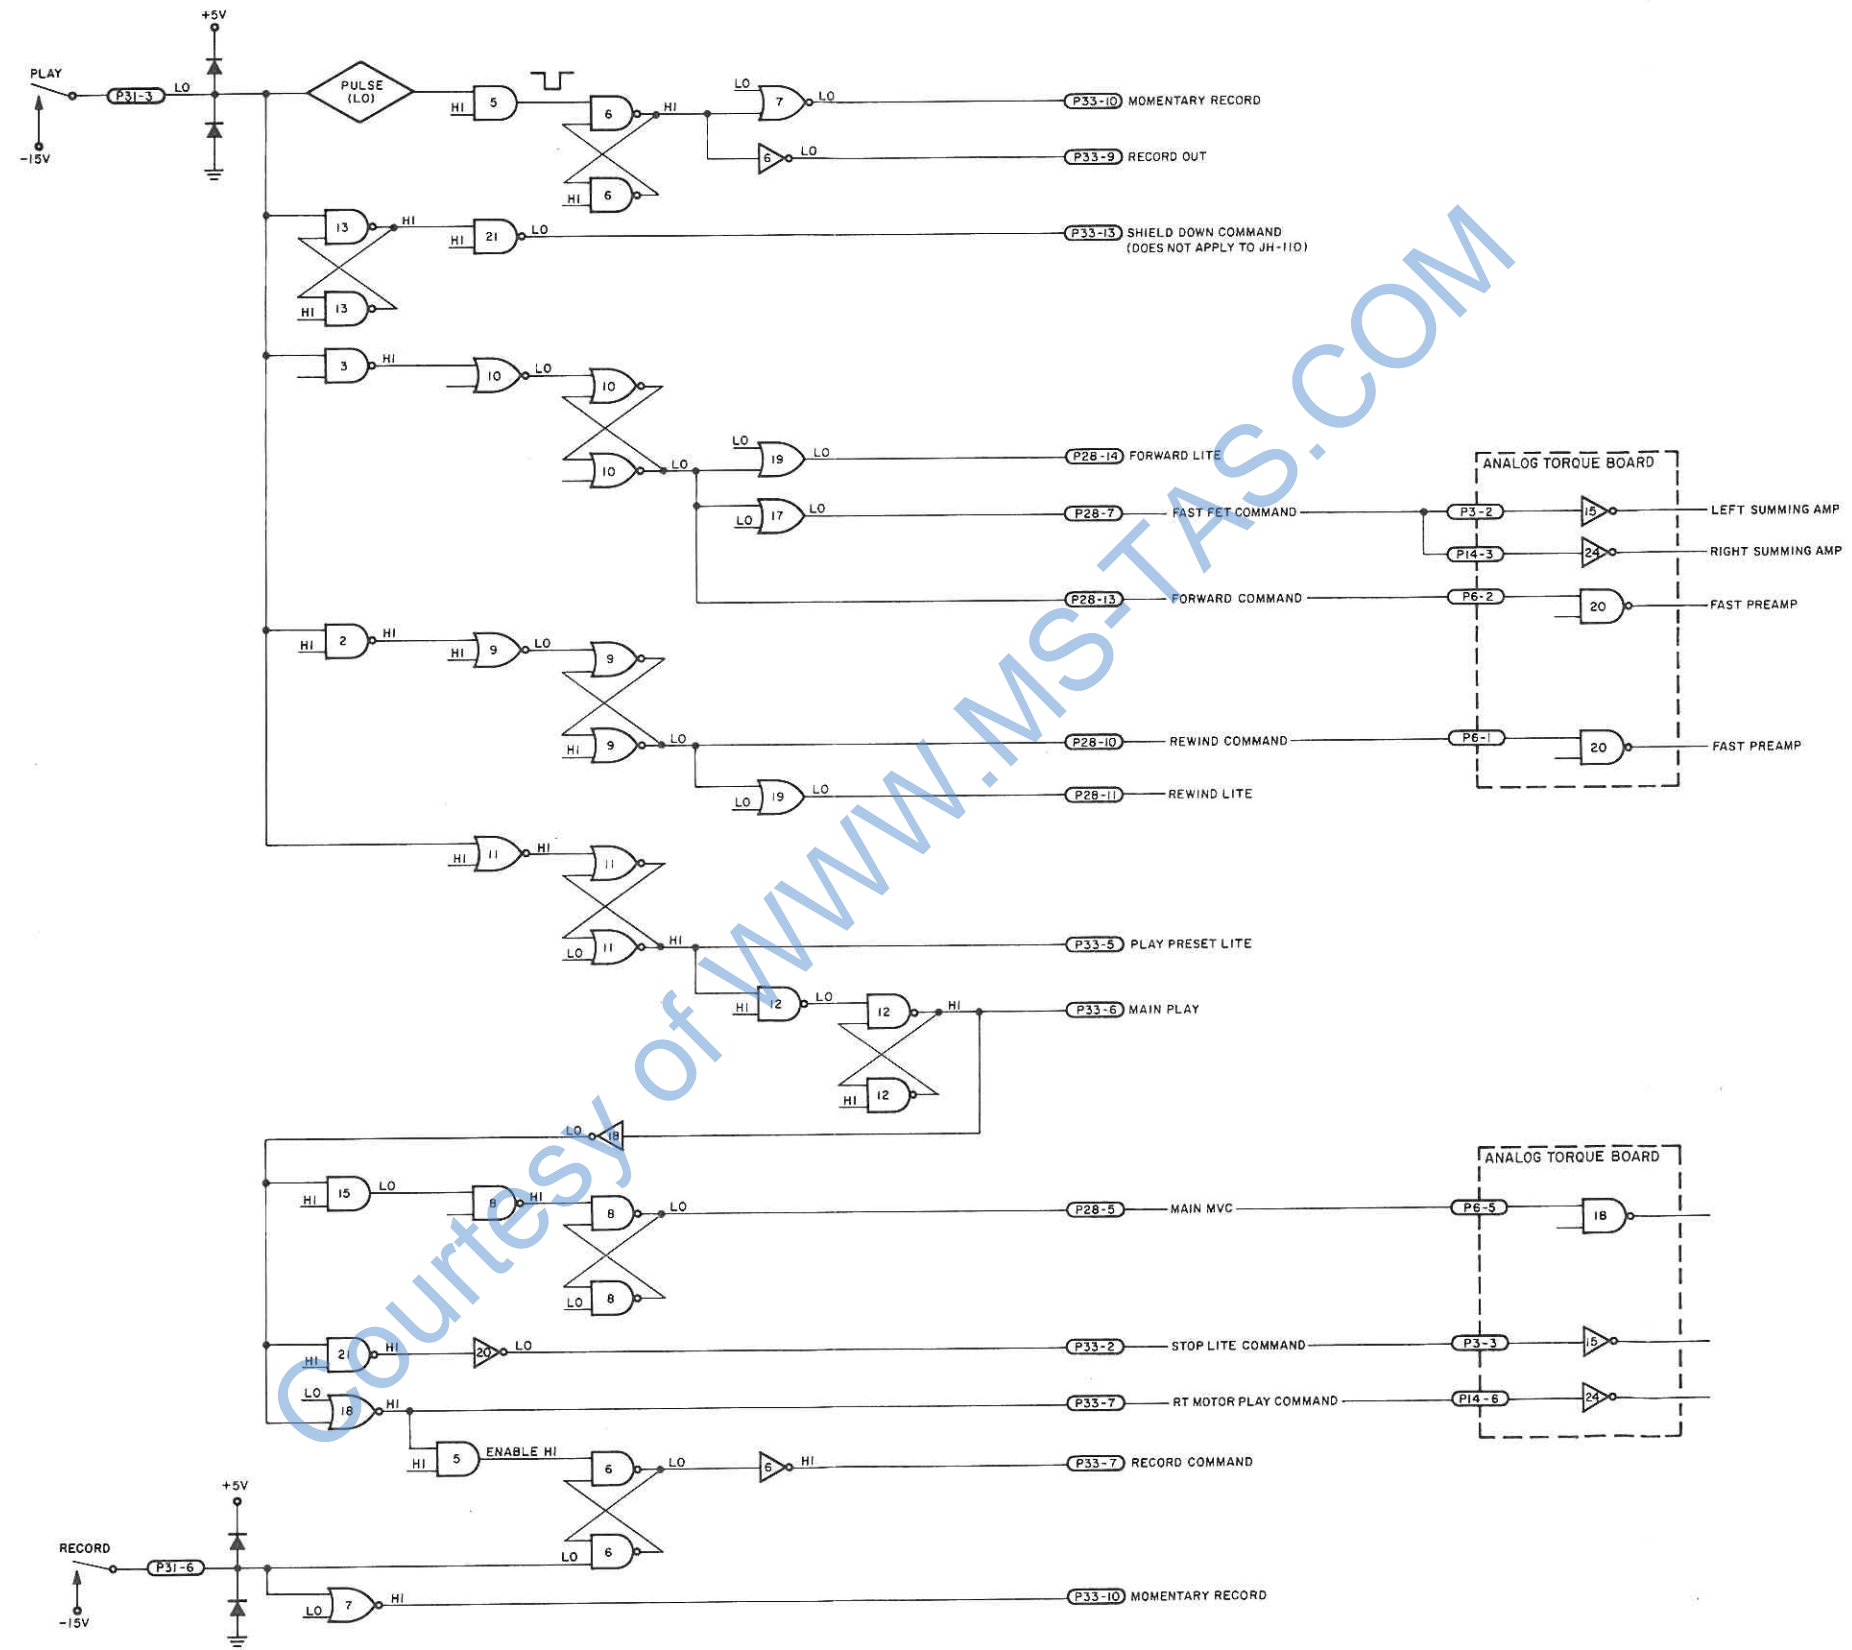 +5V
PLAY
P31-3
LO
-15V
PULSE
(LO)
HI
5
6
HI
HI
6
LO
7
LO
P33-10
MOMENTARY RECORD
6
LO
P33-9
RECORD OUT
13
HI
HI
21
LO
P33-13
SHIELD DOWN COMMAND
(DOES NOT APPLY TO JH-110)
HI
13
3
HI
10
LO
10
10
LO
LO
19
LO
P28-14
FORWARD LITE
LO
17
LO
P28-7
FAST FET COMMAND
ANALOG TORQUE BOARD
P3-2
15
LEFT SUMMING AMP
P14-3
24
RIGHT SUMMING AMP
P28-13
FORWARD COMMAND
P6-2
20
FAST PREAMP
HI
2
HI
HI
9
LO
9
HI
9
LO
P28-10
REWIND COMMAND
P6-1
20
FAST PREAMP
LO
19
LO
P28-11
REWIND LITE
HI
11
HI
11
LO
11
HI
P33-5
PLAY PRESET LITE
HI
12
LO
12
HI
P33-6
MAIN PLAY
HI
12
LO
18
HI
15
LO
8
HI
8
LO
P28-5
MAIN MVC
ANALOG TORQUE BOARD
P6-5
18
LO
8
HI
21
HI
20
LO
P33-2
STOP LITE COMMAND
P3-3
15
LO
18
HI
P33-7
RT MOTOR PLAY COMMAND
P14-6
24
HI
5
ENABLE HI
6
LO
6
HI
P33-7
RECORD COMMAND
+5V
RECORD
P31-6
-15V
LO
6
LO
7
HI
P33-10
MOMENTARY RECORD
Courtesy of WWW.MS-TAS.COM